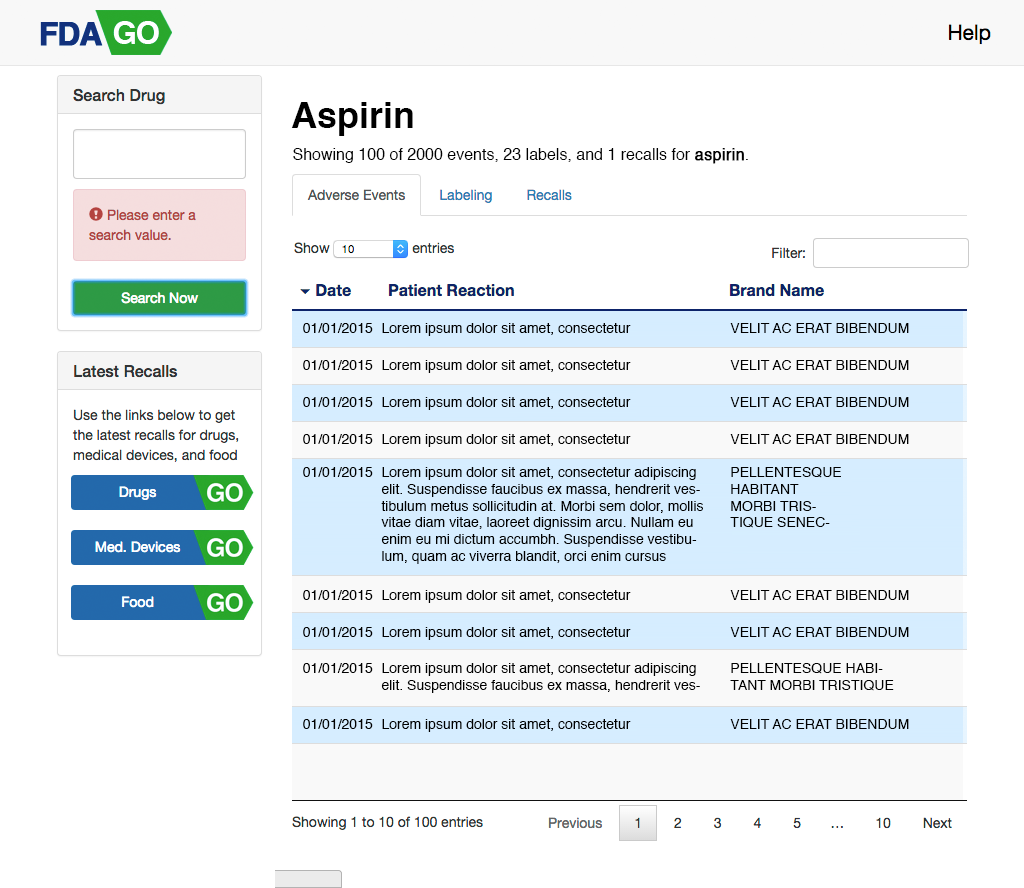 FDA GO
Help
Search Drug
Please enter a
search value.
Search Now
Latest Recalls
Use the links below to get
the latest recalls for drugs,
medical devices, and food
Drugs GO
Med. Devices GO
Food GO
Aspirin
Showing 100 of 2000 events, 23 labels, and 1 recalls for aspirin.
Adverse Events Labeling Recalls
Show 10 entries
Filter:
Date Patient Reaction Brand Name
01/01/2015 Lorem ipsum dolor sit amet, consectetur VELIT AC ERAT BIBENDUM
01/01/2015 Lorem ipsum dolor sit amet, consectetur VELIT AC ERAT BIBENDUM
01/01/2015 Lorem ipsum dolor sit amet, consectetur VELIT AC ERAT BIBENDUM
01/01/2015 Lorem ipsum dolor sit amet, consectetur VELIT AC ERAT BIBENDUM
01/01/2015 Lorem ipsum dolor sit amet, consectetur adipiscing PELLENTESQUE
elit. Suspendisse faucibus ex massa, hendrerit ves- HABITANT
tibulum metus sollicitudin at. Morbi sem dolor, mollis MORBI TRIS-
vitae diam vitae, laoreet dignissim arcu. Nullam eu TIQUE SENEC-
enim eu mi dictum accumbh. Suspendisse vestibu-
lum, quam ac viverra blandit, orci enim cursus
01/01/2015 Lorem ipsum dolor sit amet, consectetur VELIT AC ERAT BIBENDUM
01/01/2015 Lorem ipsum dolor sit amet, consectetur VELIT AC ERAT BIBENDUM
01/01/2015 Lorem ipsum dolor sit amet, consectetur adipiscing PELLENTESQUE HABI-
elit. Suspendisse faucibus ex massa, hendrerit ves- TANT MORBI TRISTIQUE
01/01/2015 Lorem ipsum dolor sit amet, consectetur VELIT AC ERAT BIBENDUM
Showing 1 to 10 of 100 entries
Previous 1 2 3 4 5 ... 10 Next